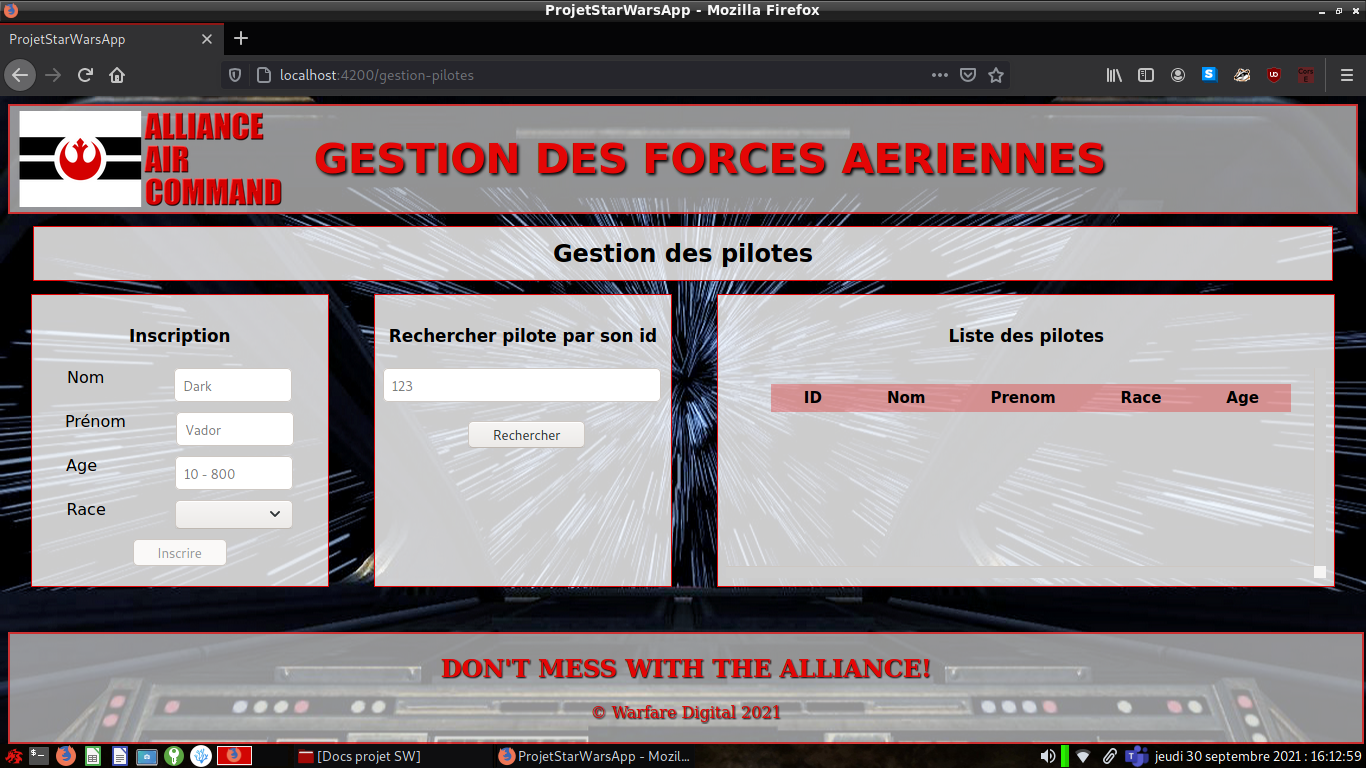 ProjetStarWarsApp - Mozilla Firefox
ProjetStarWarsApp
localhost:4200/gestion-pilotes
ALLIANCE
AIR
COMMAND
GESTION DES FORCES AERIENNES
Gestion des pilotes
Inscription
Nom
Dark
Prénom
Vador
Age
10 - 800
Race
Inscrire
Rechercher pilote par son id
123
Rechercher
Liste des pilotes
ID Nom Prenom Race Age
DON'T MESS WITH THE ALLIANCE!
© Warfare Digital 2021
[Docs projet SW]
ProjetStarWarsApp - Mozil...
jeudi 30 septembre 2021 : 16:12:59